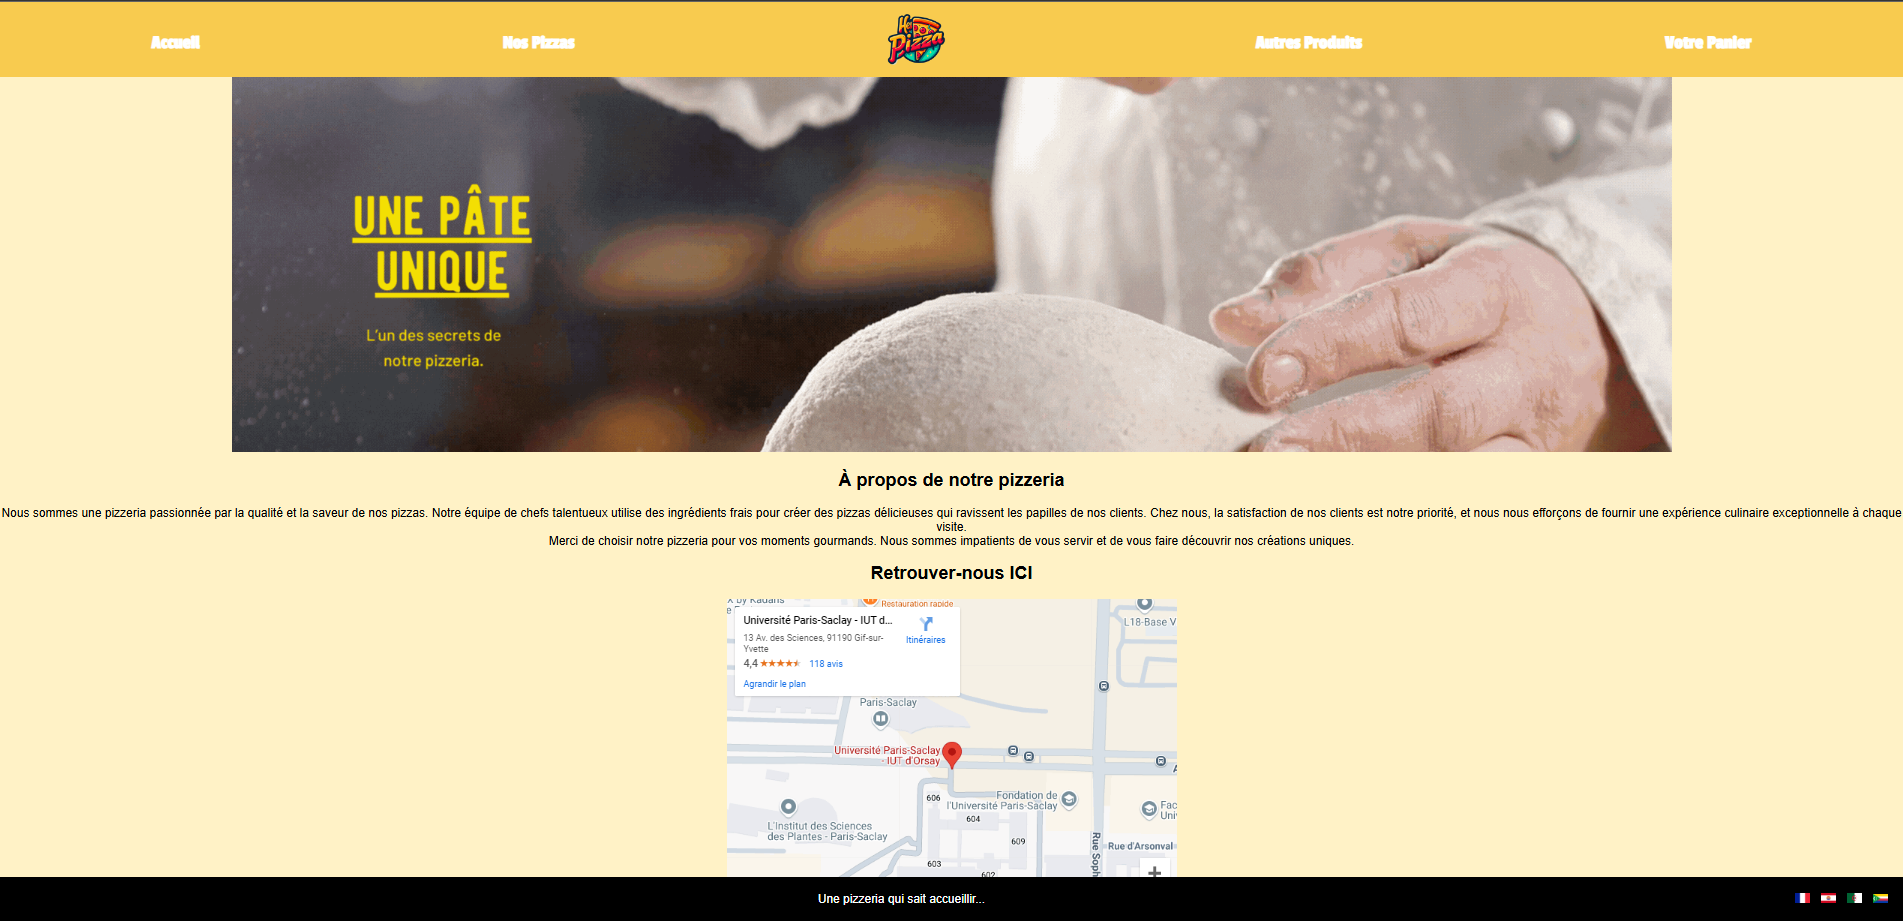 Accueil
Nos Pizzas
Pizza
Autres Produits
Votre Panier
UNE PÂTE
UNIQUE
L'un des secrets de
notre pizzeria.
À propos de notre pizzeria
Nous sommes une pizzeria passionnée par la qualité et la saveur de nos pizzas. Notre équipe de chefs talentueux utilise des ingrédients frais pour créer des pizzas délicieuses qui ravissent les papilles de nos clients. Chez nous, la satisfaction de nos clients est notre priorité, et nous nous efforçons de fournir une expérience culinaire exceptionnelle à chaque
visite.
Merci de choisir notre pizzeria pour vos moments gourmands. Nous sommes impatients de vous servir et de vous faire découvrir nos créations uniques.
Retrouver-nous ICI
Restauration rapide
L18-Base V
Université Paris-Saclay - IUT d...
13 Av. des Sciences, 91190 Gif-sur-
Yvette
4,4
118 avis
Itinéraires
Agrandir le plan
Paris-Saclay
Université Paris-Saclay
- IUT d'Orsay
A
606
Fondation de
l'Université Paris-Saclay
Fac
Uni
604
L'Institut des Sciences
des Plantes - Paris-Saclay
609
Rue Soph
Rue d'Arsonval
603
602
+
Une pizzeria qui sait accueillir...